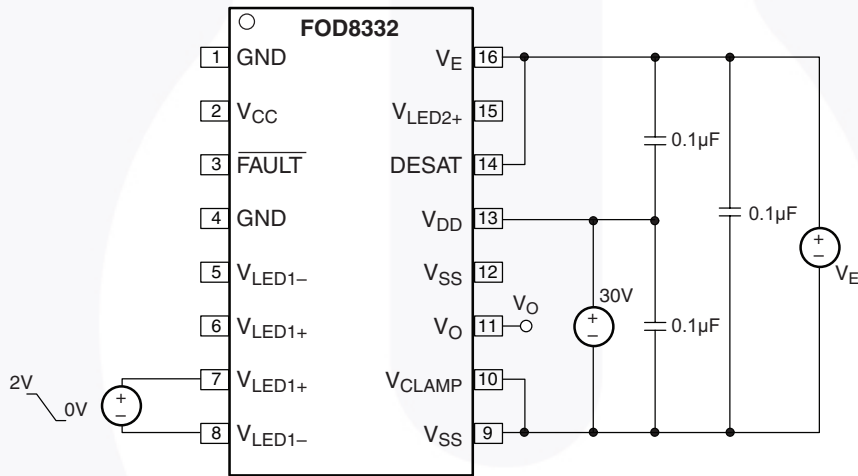 FOD8332
1 GND
2 VCC
3 FAULT
4 GND
5 VLED1–
6 VLED1+
7 VLED1+
8 VLED1–
VE 16
VLED2+ 15
DESAT 14
VDD 13
VSS 12
VO 11
VCLAMP 10
VSS 9
2V
0V
+
–
VO
30V
+
–
0.1µF
0.1µF
0.1µF
+
–
VE